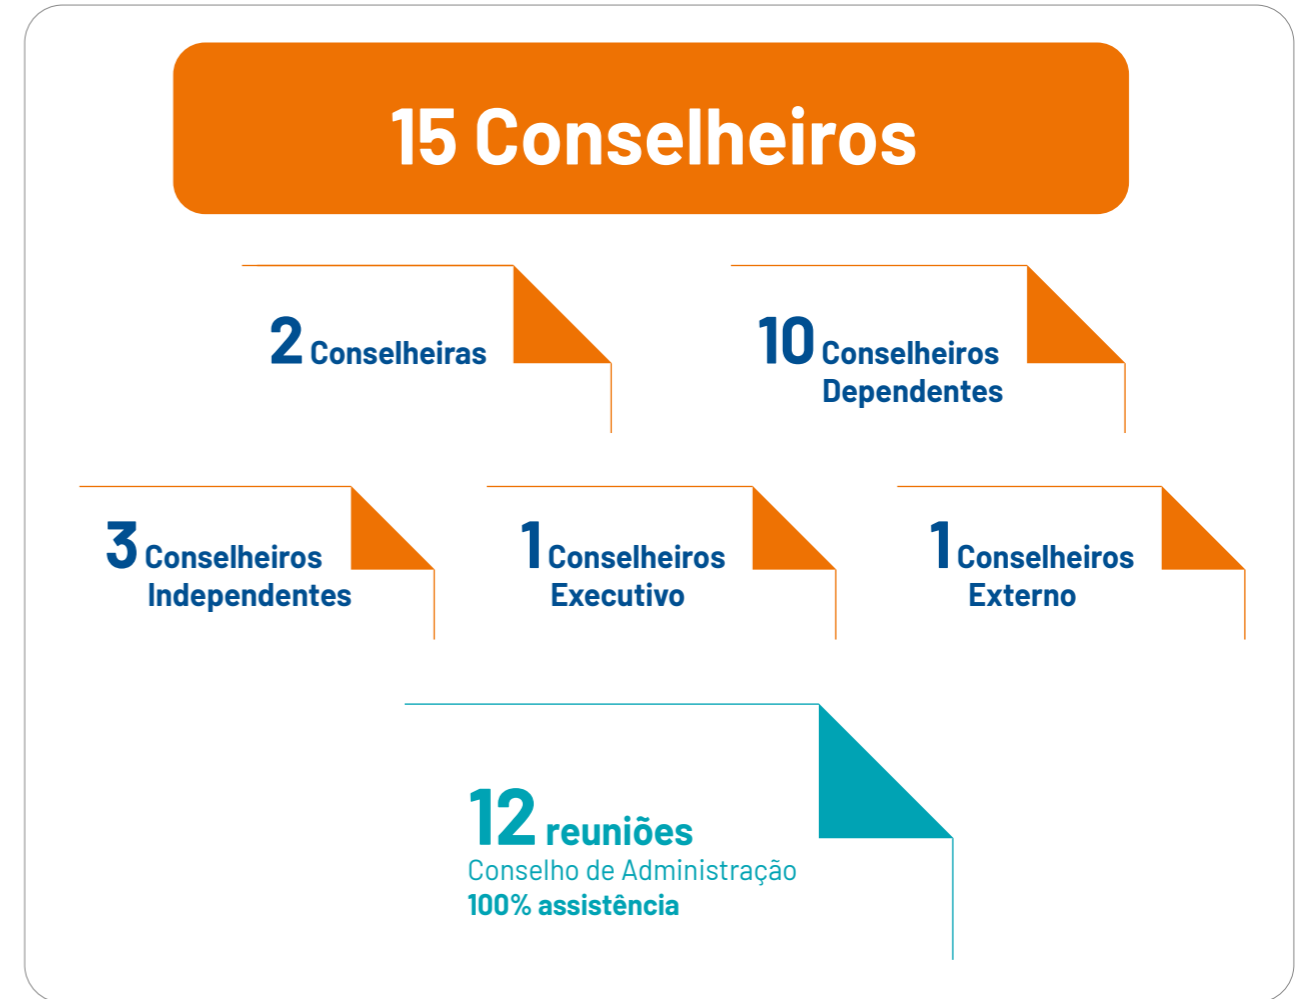 15 Conselheiros
2 Conselheiras
10 Conselheiros
Dependentes
3 Conselheiros
Independentes
1 Conselheiros
Executivo
1 Conselheiros
Externo
12 reuniões
Conselho de Administração
100% assistência